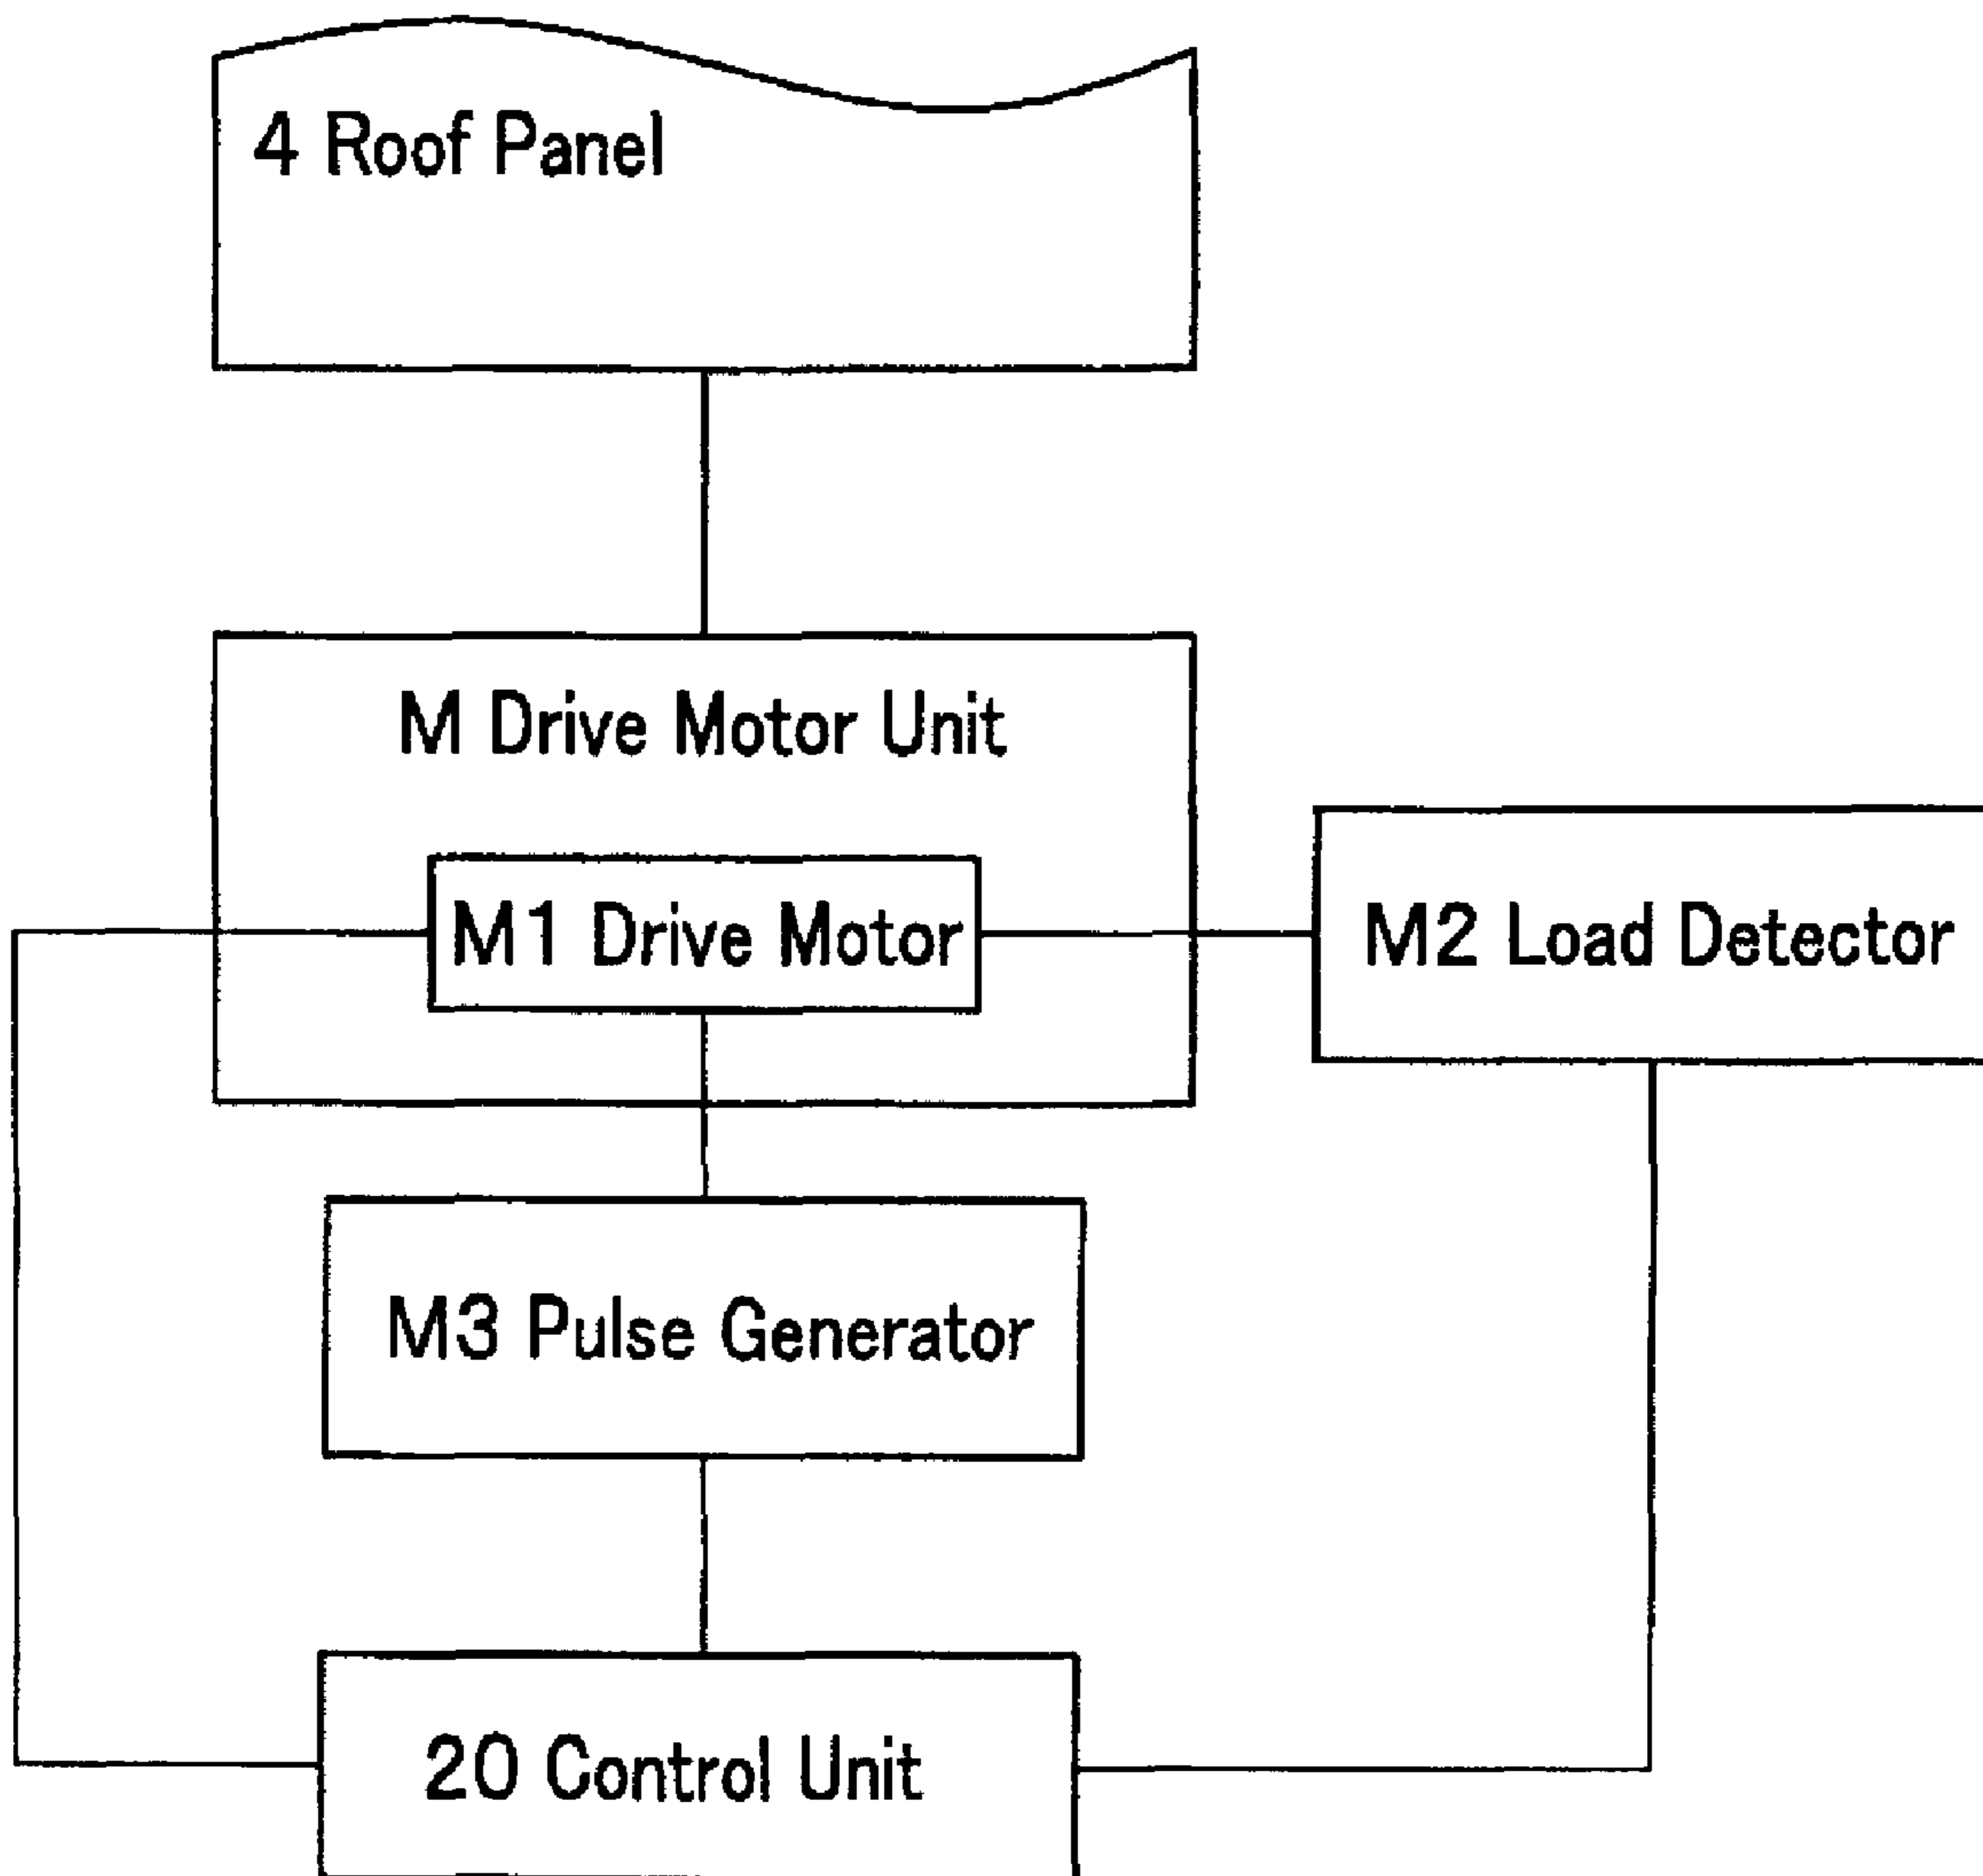 4 Roof Panel
M Drive Motor Unit
M1 Drive Motor
M2 Load Detector
M3 Pulse Generator
20 Control Unit